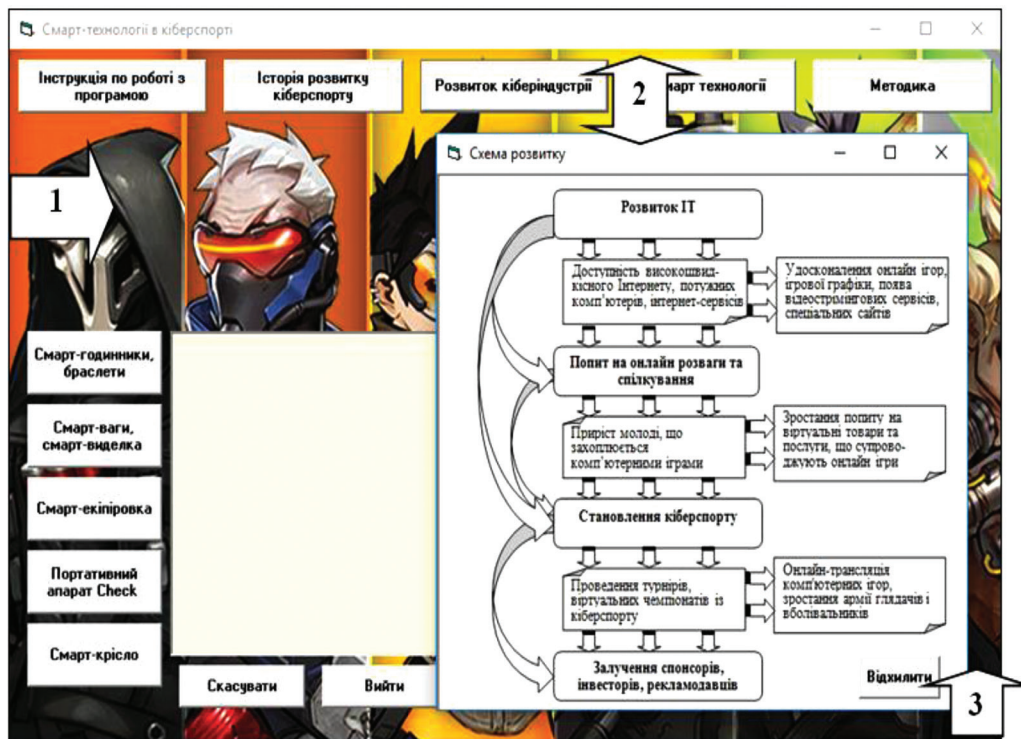 Смарт-технології в кіберспорті
Інструкція по роботі з
програмою
Історія розвитку
кіберспорту
Розвиток кіберіндустрії
2
март технології
Методика
1
Схема розвитку
Розвиток ІТ
Доступність високошвид-
кісного Інтернету, потужних
комп’ютерів, інтернет-сервісів
Удосконалення онлайн ігор,
ігрової графіки, поява
відеострімінгових сервісів,
спеціальних сайтів
Попит на онлайн розваги та
спілкування
Приріст молоді, що
захоплюється
комп’ютерними іграми
Зростання попиту на
віртуальні товари та
послуги, що супрово-
джують онлайн ігри
Становлення кіберспорту
Проведення турнірів,
віртуальних чемпіонатів із
кіберспорту
Онлайн-трансляція
комп’ютерних ігор,
зростання армії глядачів і
вболівальників
Залучення спонсорів,
інвесторів, рекламодавців
Відхилити
3
Смарт-годинники,
браслети
Смарт-ваги,
смарт-виделка
Смарт-екіпіровка
Портативний
апарат Check
Смарт-крісло
Скасувати
Вийти